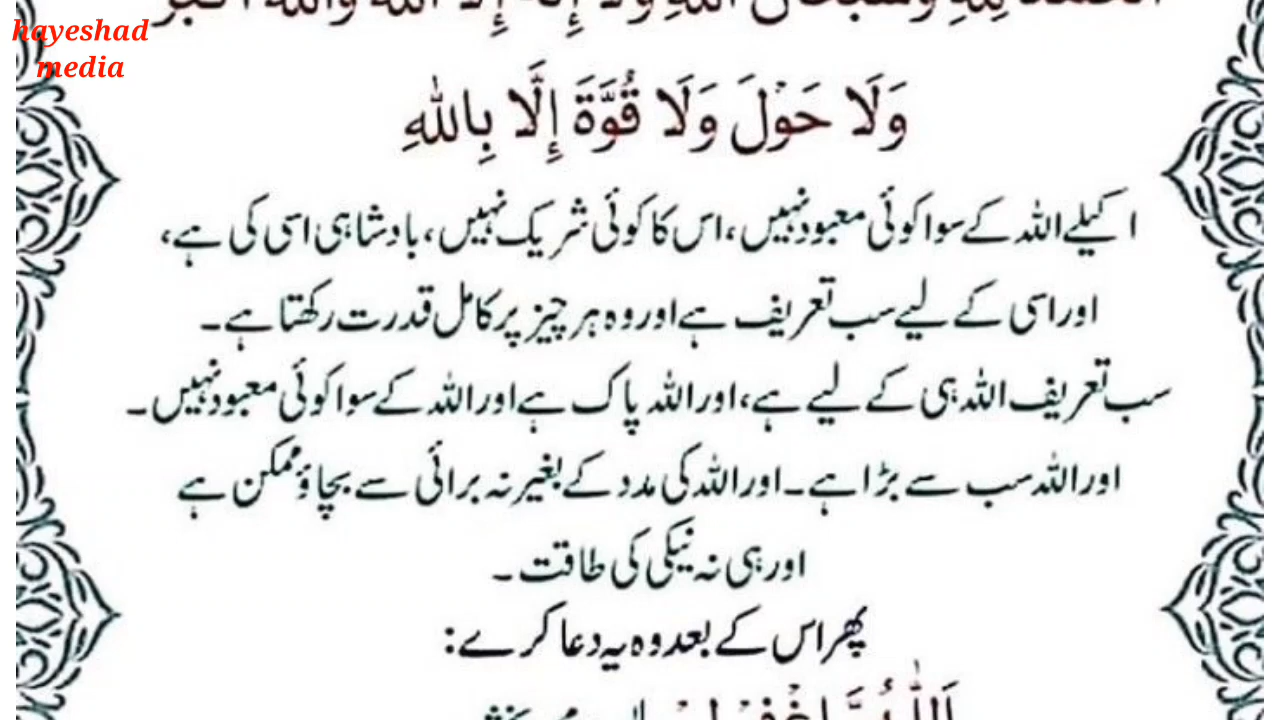 hayeshad
media
وَلَا حَوْلَ وَلَا قُوَّةَ إِلَّا بِاللّٰهِ
اکیلے اللہ کے سوا کوئی معبود نہیں، اس کا کوئی شریک نہیں، بادشاہی اسی کی ہے،
اور اسی کے لیے سب تعریف ہے اور وہ ہر چیز پر کامل قدرت رکھتا ہے۔
سب تعریف اللہ ہی کے لیے ہے، اور اللہ پاک ہے اور اللہ کے سوا کوئی معبود نہیں۔
اور اللہ سب سے بڑا ہے۔ اور اللہ کی مدد کے بغیر نہ برائی سے بچاؤ ممکن ہے
اور ہی نہ نیکی کی طاقت۔
پھر اس کے بعد وہ یہ دعا کرے: